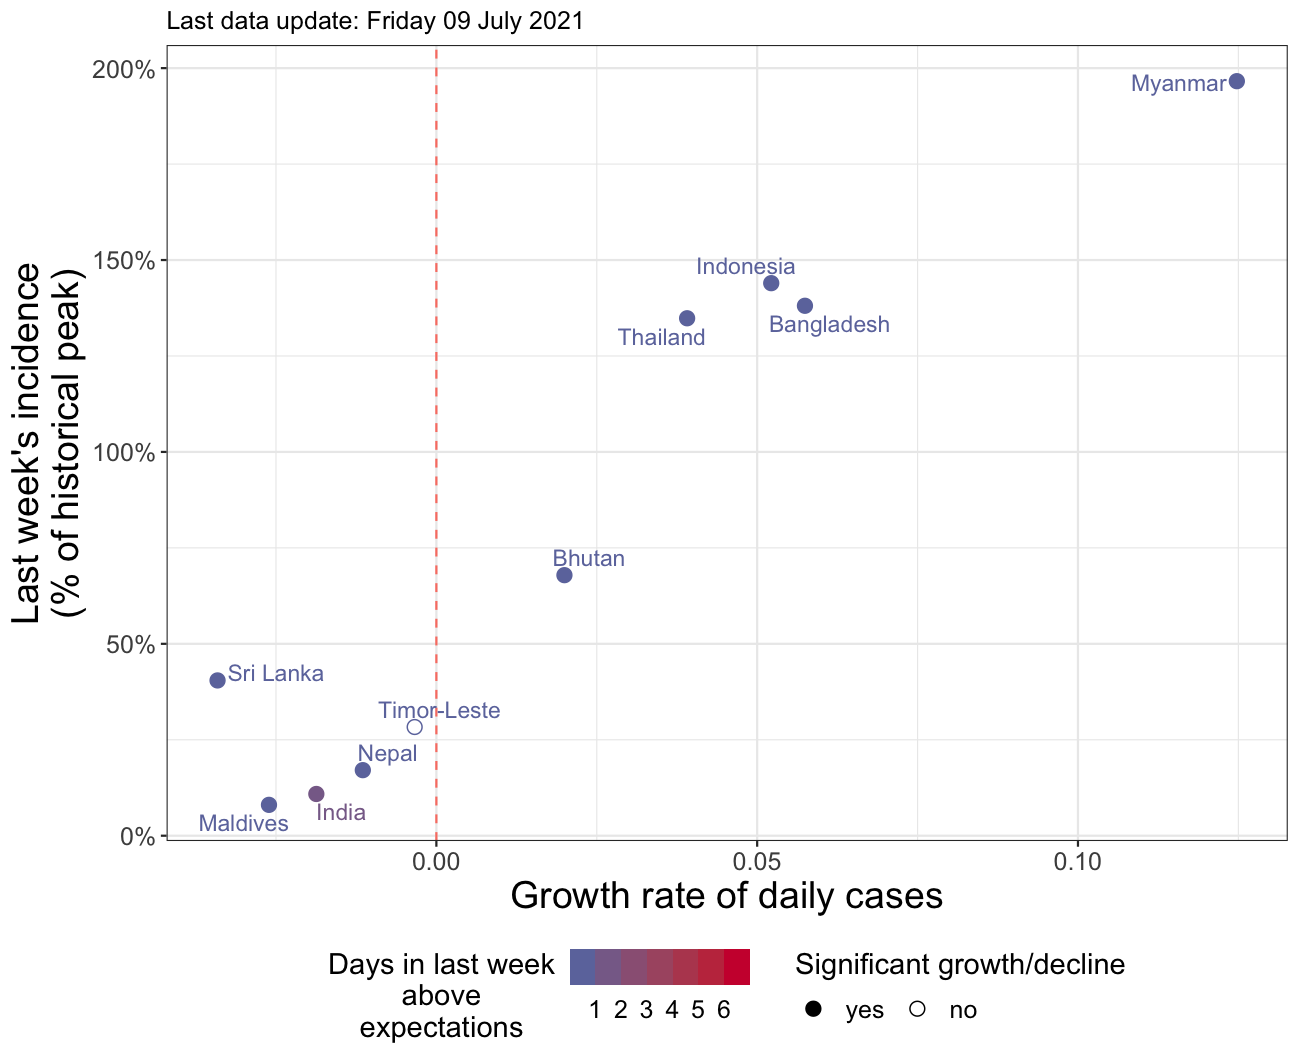 Last data update: Friday 09 July 2021
200%
150%
100%
50%
0%
Last week's incidence
(% of historical peak)
Myanmar
Indonesia
Bangladesh
Thailand
Bhutan
Sri Lanka
Timor-Leste
Nepal
India
Maldives
0.00 0.05 0.10
Growth rate of daily cases
Days in last week
above
expectations
1 2 3 4 5 6
Significant growth/decline
yes no